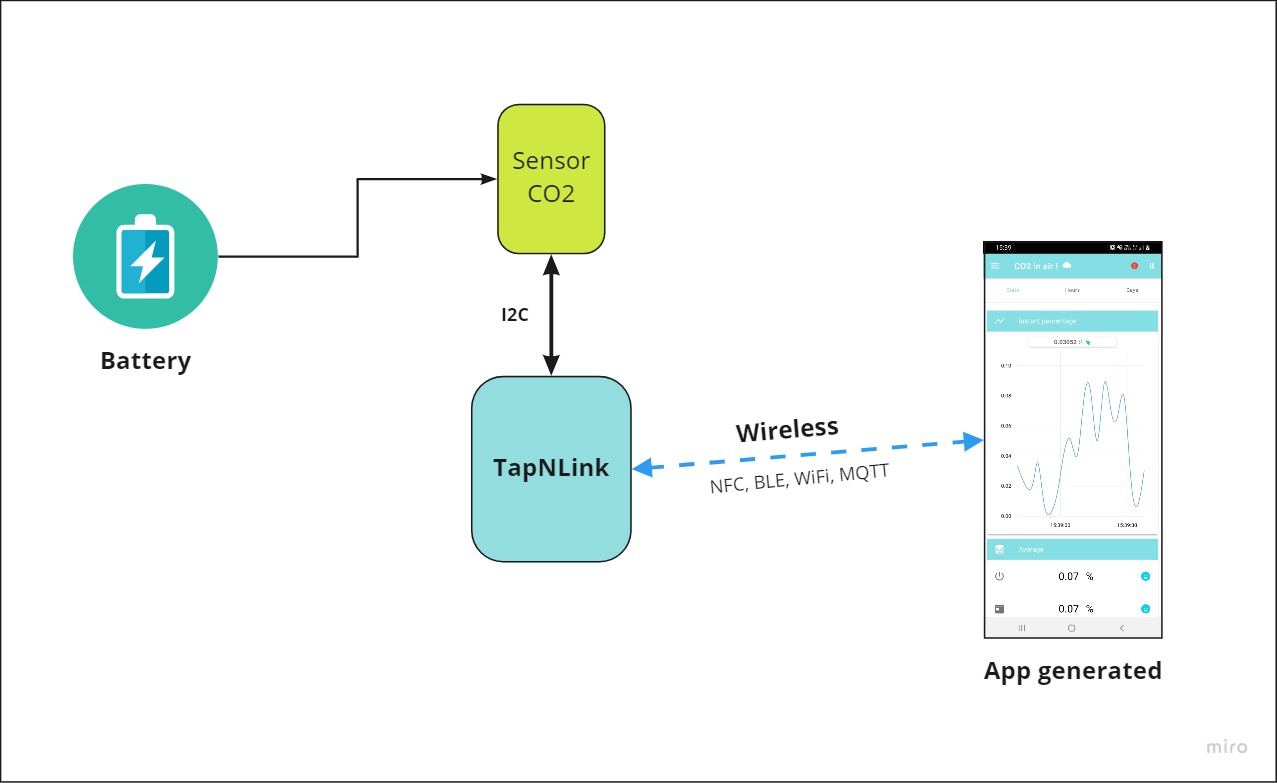 Sensor
CO2
Battery
I2C
TapNLink
Wireless
NFC, BLE, WiFi, MQTT
15:39
CO2 in air !
State
Hours
Days
Instant percentage
0.03052 %
0.10
0.08
0.06
0.04
0.02
0.00
15:39:00
15:39:30
Average
0.07 %
0.07 %
App generated
miro